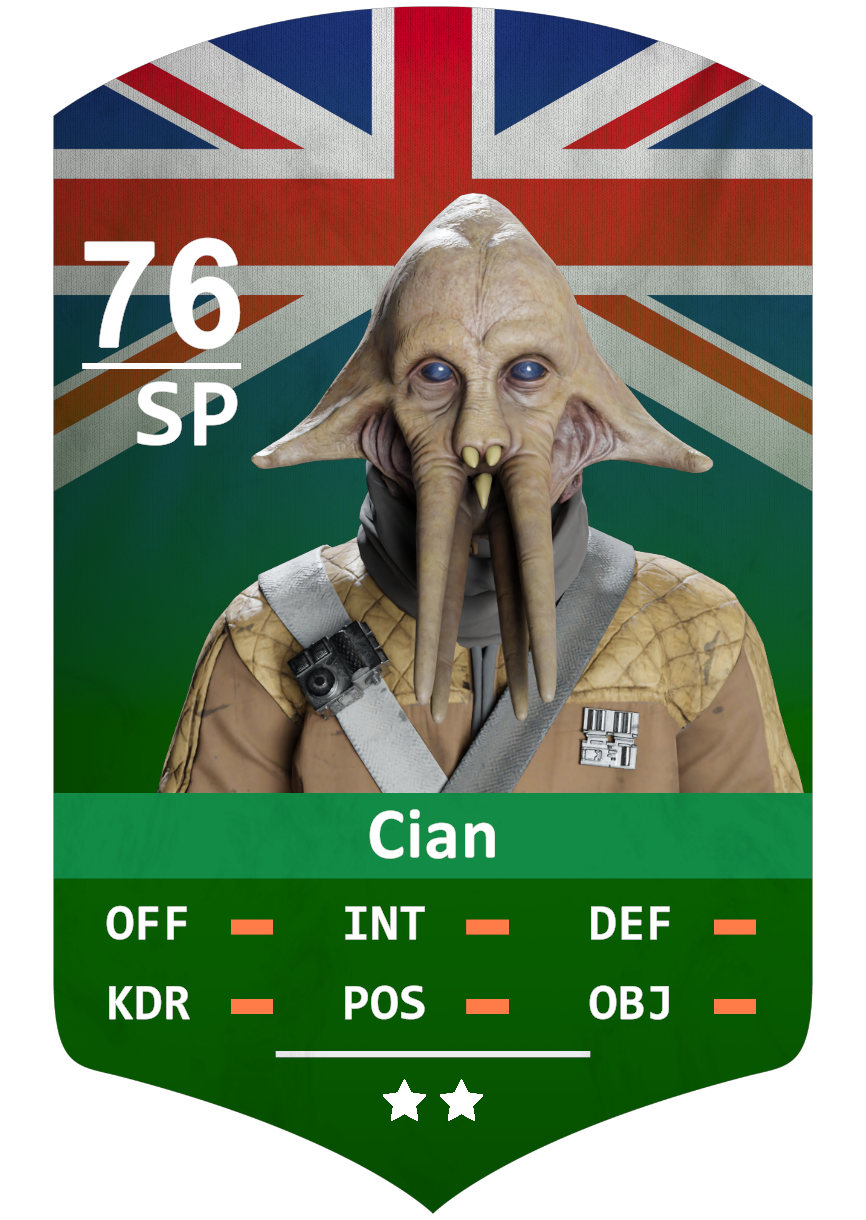 76
SP
Cian
OFF - INT - DEF -
KDR - POS - OBJ -